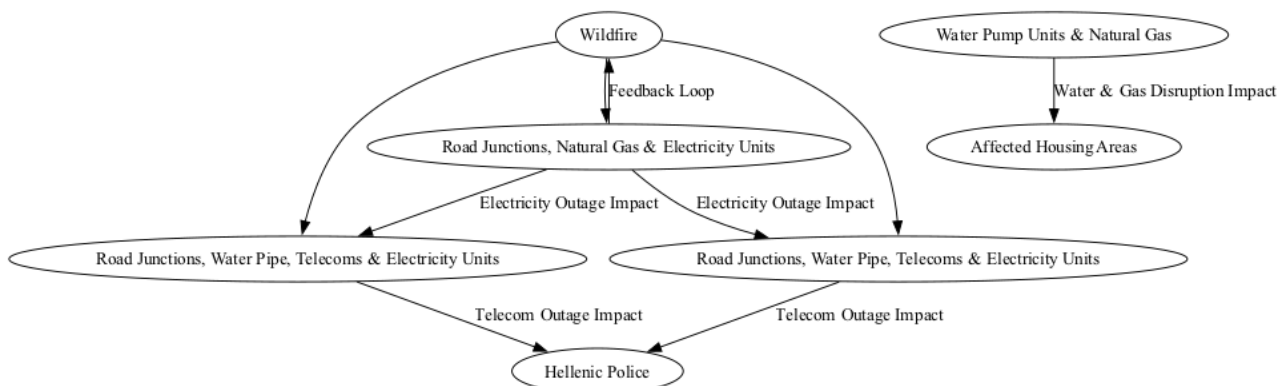 Wildfire
Water Pump Units & Natural Gas
Feedback Loop
Water & Gas Disruption Impact
Road Junctions, Natural Gas & Electricity Units
Affected Housing Areas
Electricity Outage Impact
Electricity Outage Impact
Road Junctions, Water Pipe, Telecoms & Electricity Units
Road Junctions, Water Pipe, Telecoms & Electricity Units
Telecom Outage Impact
Telecom Outage Impact
Hellenic Police